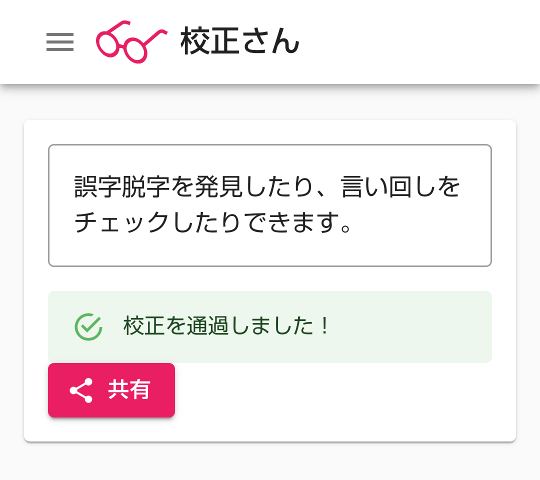 校正さん
誤字脱字を発見したり、言い回しを
チェックしたりできます。
校正を通過しました！
共有